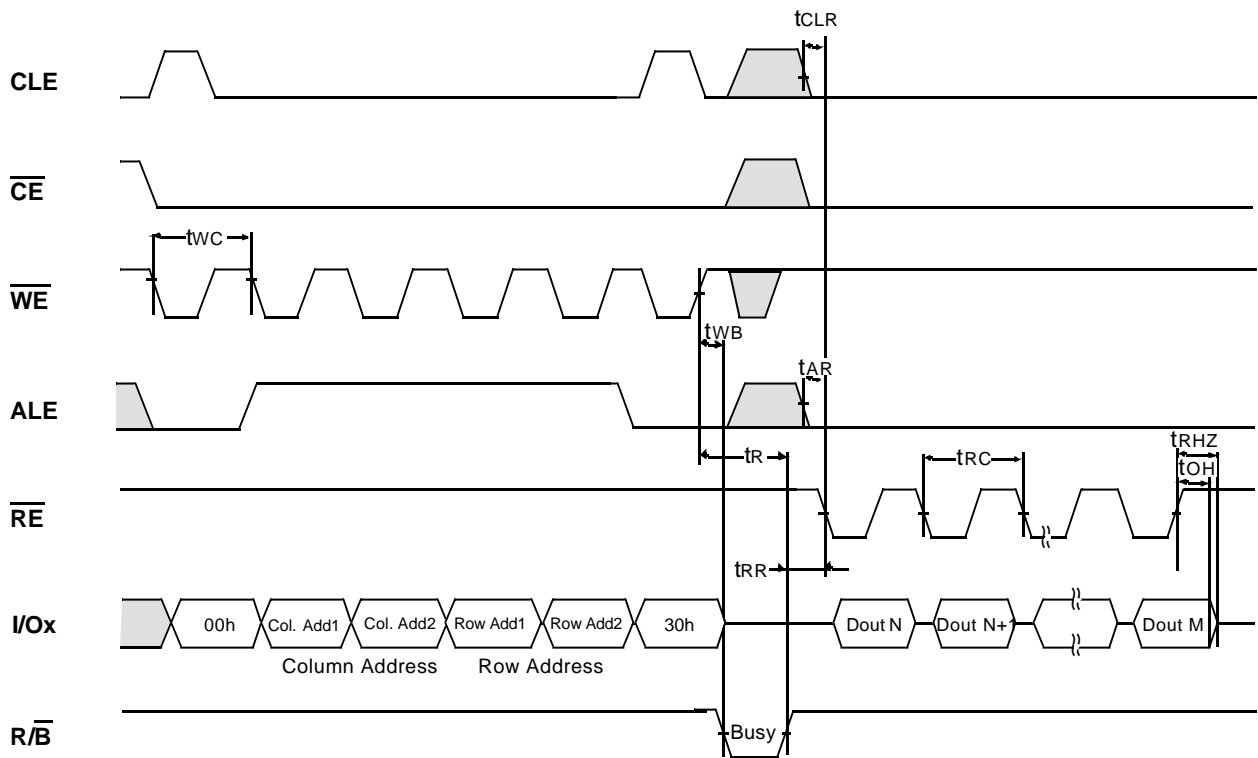 tCLR
CLE
CE
tWC
WE
tWB
tAR
ALE
tRHZ
tR
tRC
tOH
RE
tRR
I/Ox
00h
Col. Add1
Col. Add2
Row Add1
Row Add2
30h
Dout N
Dout N+1
Dout M
Column Address
Row Address
R/B
Busy